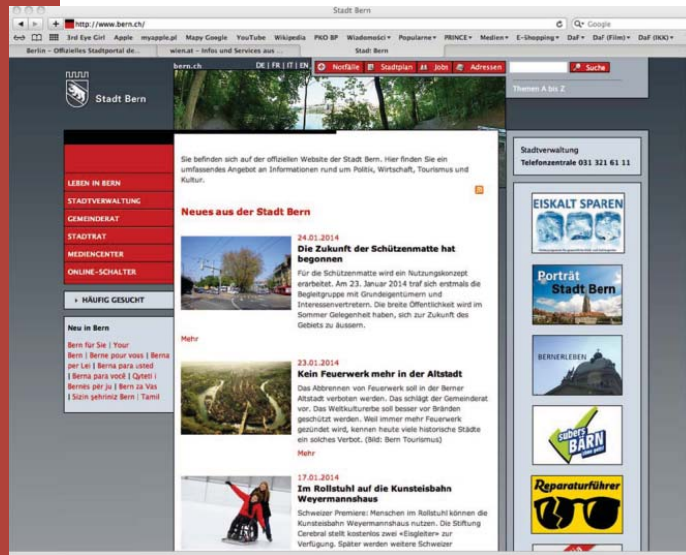 Stadt Bern
http://www.bern.ch/
Google
3rd Eye Girl Apple myapple.pl Mapy Google YouTube Wikipedia PKO BP Wiadomości Popularne PRINCE Medien E-Shopping DaF DaF (Film) DaF (IKK)
Berlin – Offizielles Stadtportal de...
wien.at – Infos und Services aus ...
Stadt Bern
bern.ch
DE | FR | IT | EN
Notfälle
Stadtplan
Jobs
Adressen
Suche
Themen A bis Z
Stadt Bern
LEBEN IN BERN
STADTVERWALTUNG
GEMEINDERAT
STADTRAT
MEDIENCENTER
ONLINE-SCHALTER
HÄUFIG GESUCHT
Neu in Bern
Bern für Sie | Your
Bern | Berne pour vous | Berna
per Lei | Berna para usted
| Berna para você | Qyteti i
Bernës për ju | Bern za Vas
| Sizin şehriniz Bern | Tamil
Sie befinden sich auf der offiziellen Website der Stadt Bern. Hier finden Sie ein
umfassendes Angebot an Informationen rund um Politik, Wirtschaft, Tourismus und
Kultur.
Neues aus der Stadt Bern
24.01.2014
Die Zukunft der Schützenmatte hat
begonnen
Für die Schützenmatte wird ein Nutzungskonzept
erarbeitet. Am 23. Januar 2014 traf sich erstmals die
Begleitgruppe mit Grundeigentümern und
Interessenvertretern. Die breite Öffentlichkeit wird im
Sommer Gelegenheit haben, sich zur Zukunft des
Gebiets zu äussern.
Mehr
23.01.2014
Kein Feuerwerk mehr in der Altstadt
Das Abbrennen von Feuerwerk soll in der Berner
Altstadt verboten werden. Das schlägt der Gemeinderat
vor. Das Weltkulturerbe soll besser vor Bränden
geschützt werden. Weil immer mehr Feuerwerk
gezündet wird, kennen heute viele historische Städte
ein solches Verbot. (Bild: Bern Tourismus)
Mehr
17.01.2014
Im Rollstuhl auf die Kunsteisbahn
Weyermannshaus
Schweizer Premiere: Menschen im Rollstuhl können die
Kunsteisbahn Weyermannshaus nutzen. Die Stiftung
Cerebral stellt kostenlos zwei «Eisgleiter» zur
Verfügung. Später werden weitere Schweizer
Stadtverwaltung
Telefonzentrale 031 321 61 11
EISKALT SPAREN
Porträt
Stadt Bern
BERNERLEBEN
subers
BÄRN
Reparaturführer